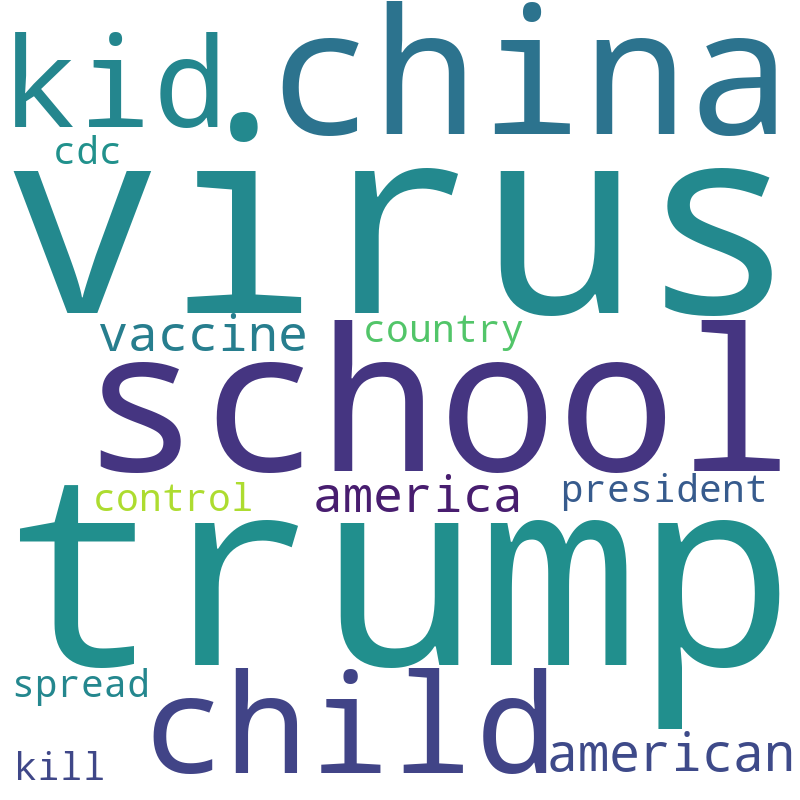 kid china
cdc
virus
vaccine country
school
control america president
trump
spread
child
american
kill